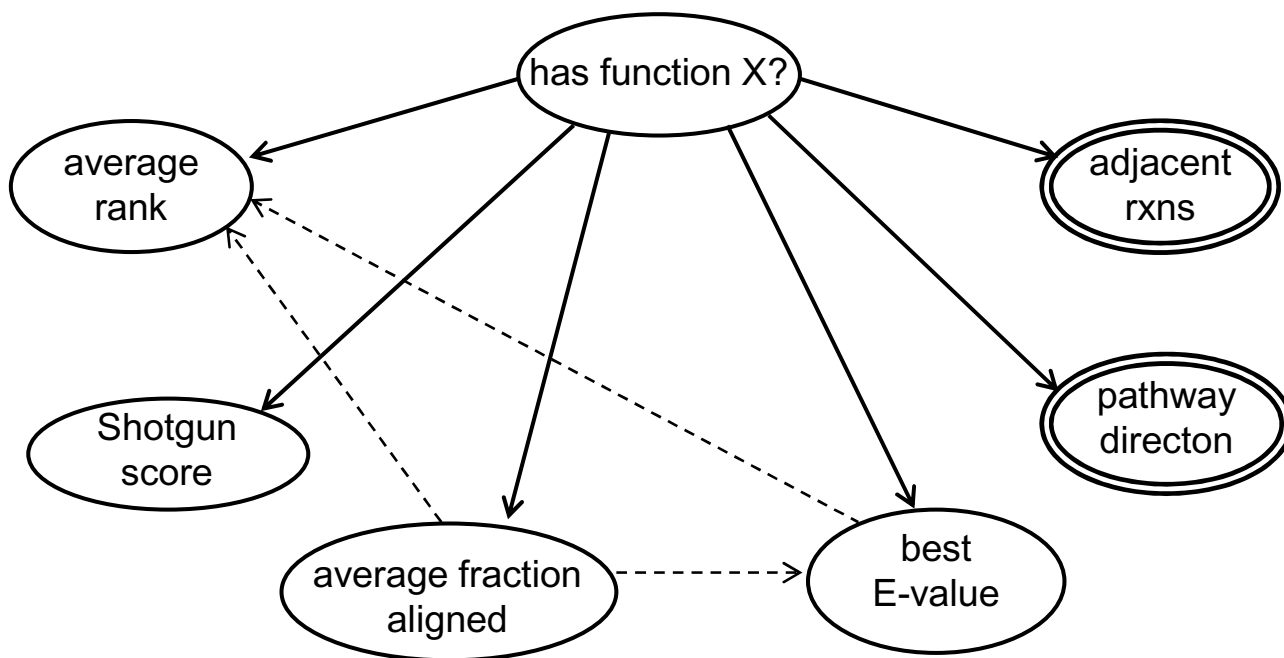 has function X?
average
rank
adjacent
rxns
Shotgun
score
pathway
directon
average fraction
aligned
best
E-value